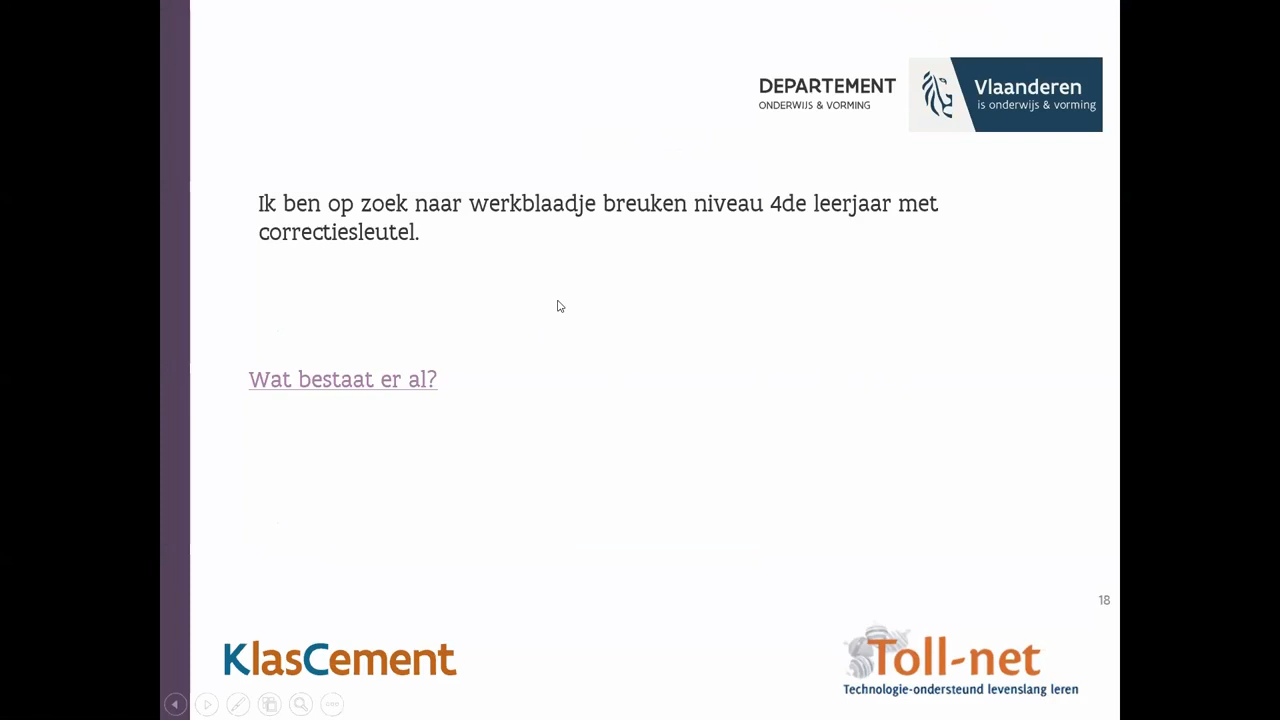 DEPARTEMENT
ONDERWIJS & VORMING
Vlaanderen
is onderwijs & vorming
Ik ben op zoek naar werkblaadje breuken niveau 4de leerjaar met
correctiesleutel.
Wat bestaat er al?
18
KlasCement
Toll-net
Technologie-ondersteund levenslang leren